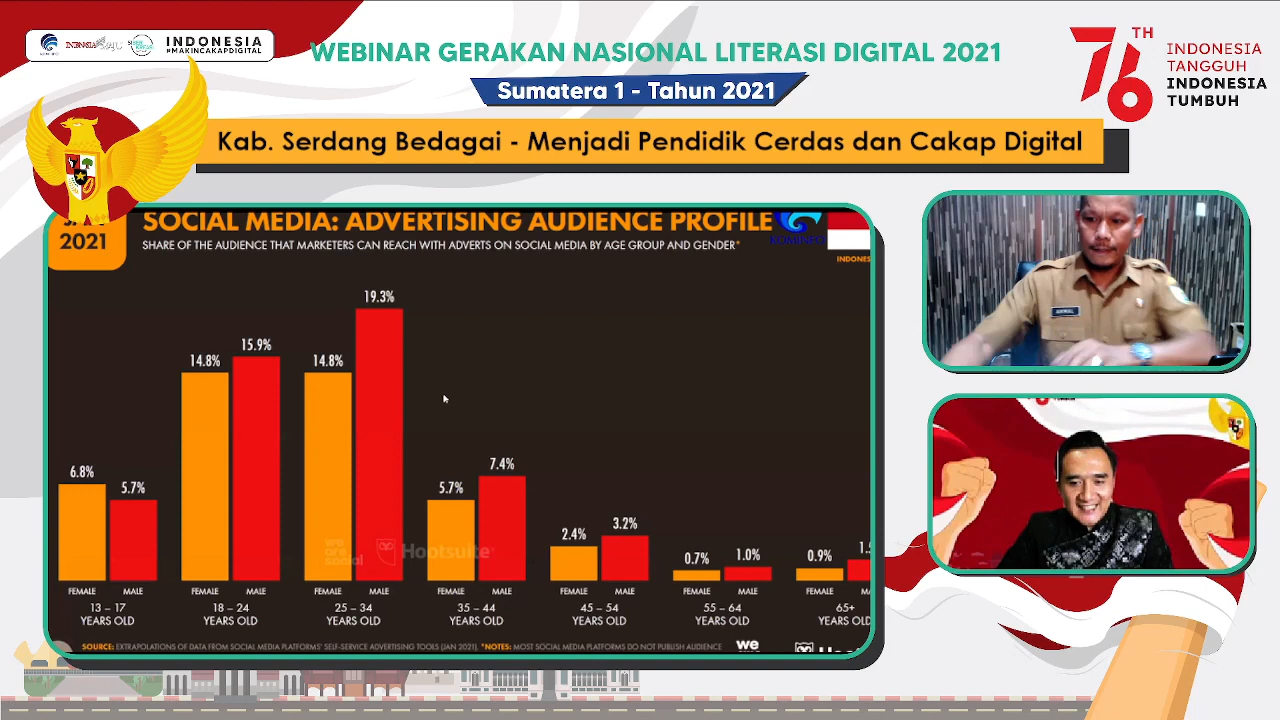 INDONESIA
#MAKINCAKAPDIGITAL
WEBINAR GERAKAN NASIONAL LITERASI DIGITAL 2021
Sumatera 1 - Tahun 2021
76TH
INDONESIA
TANGGUH
INDONESIA
TUMBUH
Kab. Serdang Bedagai - Menjadi Pendidik Cerdas dan Cakap Digital
2021
SOCIAL MEDIA: ADVERTISING AUDIENCE PROFILE
SHARE OF THE AUDIENCE THAT MARKETERS CAN REACH WITH ADVERTS ON SOCIAL MEDIA BY AGE GROUP AND GENDER*
KOMINFO
INDONES
6.8% 5.7% 14.8% 15.9% 14.8% 19.3% 5.7% 7.4% 2.4% 3.2% 0.7% 1.0% 0.9%
we are social Hootsuite
FEMALE MALE FEMALE MALE FEMALE MALE FEMALE MALE FEMALE MALE FEMALE MALE FEMALE
13 – 17 18 – 24 25 – 34 35 – 44 45 – 54 55 – 64 65+
YEARS OLD YEARS OLD YEARS OLD YEARS OLD YEARS OLD YEARS OLD YEARS OLD
SOURCE: EXTRAPOLATIONS OF DATA FROM SOCIAL MEDIA PLATFORMS' SELF-SERVICE ADVERTISING TOOLS (JAN 2021). *NOTES: MOST SOCIAL MEDIA PLATFORMS DO NOT PUBLISH AUDIENCE
we